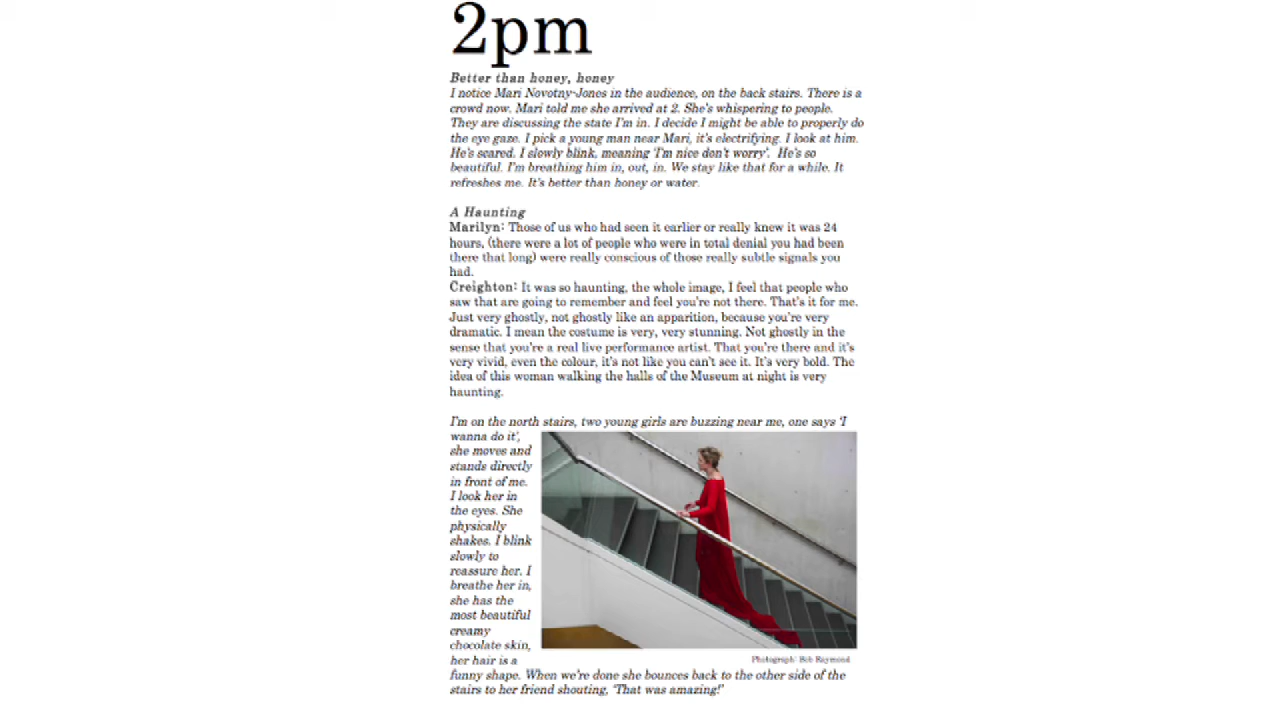 2pm
Better than honey, honey
I notice Mari Novotny-Jones in the audience, on the back stairs. There is a
crowd now. Mari told me she arrived at 2. She's whispering to people.
They are discussing the state I'm in. I decide I might be able to properly do
the eye gaze. I pick a young man near Mari, it's electrifying. I look at him.
He's scared. I slowly blink, meaning 'I'm nice don't worry'. He's so
beautiful. I'm breathing him in, out, in. We stay like that for a while. It
refreshes me. It's better than honey or water.
A Haunting
Marilyn: Those of us who had seen it earlier or really knew it was 24
hours, (there were a lot of people who were in total denial you had been
there that long) were really conscious of those really subtle signals you
had.
Creighton: It was so haunting, the whole image, I feel that people who
saw that are going to remember and feel you're not there. That's it for me.
Just very ghostly, not ghostly like an apparition, because you're very
dramatic. I mean the costume is very, very stunning. Not ghostly in the
sense that you're a real live performance artist. That you're there and it's
very vivid, even the colour, it's not like you can't see it. It's very bold. The
idea of this woman walking the halls of the Museum at night is very
haunting.
I'm on the north stairs, two young girls are buzzing near me, one says 'I
wanna do it',
she moves and
stands directly
in front of me.
I look her in
the eyes. She
physically
shakes. I blink
slowly to
reassure her. I
breathe her in,
she has the
most beautiful
creamy
chocolate skin,
her hair is a
funny shape. When we're done she bounces back to the other side of the
stairs to her friend shouting, 'That was amazing!'
Photograph: Bob Raymond